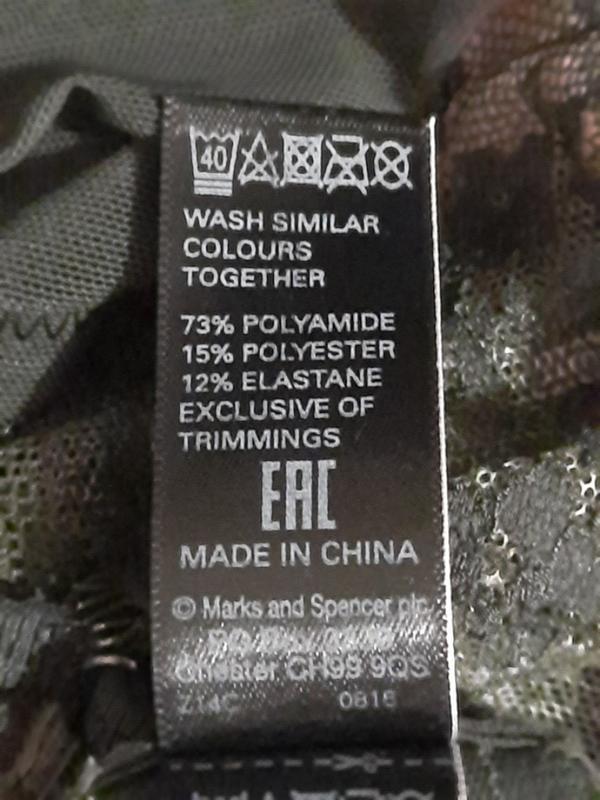 40
WASH SIMILAR
COLOURS
TOGETHER
73% POLYAMIDE
15% POLYESTER
12% ELASTANE
EXCLUSIVE OF
TRIMMINGS
EAC
MADE IN CHINA
© Marks and Spencer plc
Chester CH99 9QS
Z14C 0816